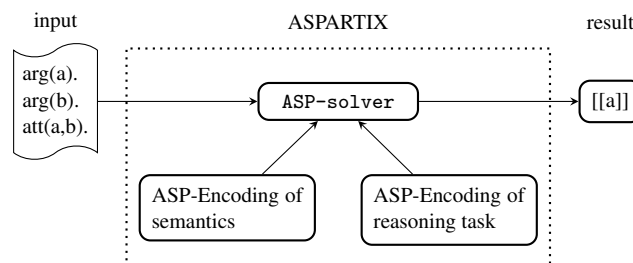 input
ASPARTIX
result
arg(a).
arg(b).
att(a,b).
ASP-solver
[[a]]
ASP-Encoding of
semantics
ASP-Encoding of
reasoning task